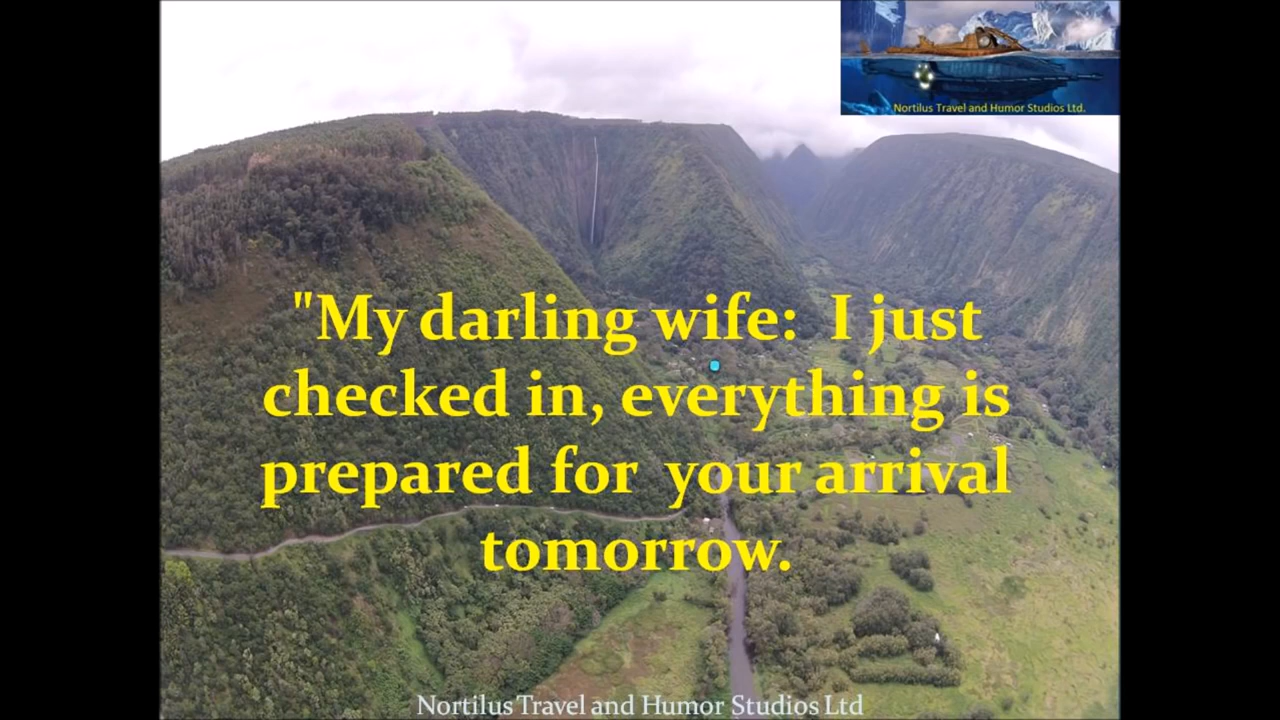 Nortilus Travel and Humor Studios Ltd.
"My darling wife:  I just
checked in, everything is
prepared for  your arrival
tomorrow.
Nortilus Travel and Humor Studios Ltd